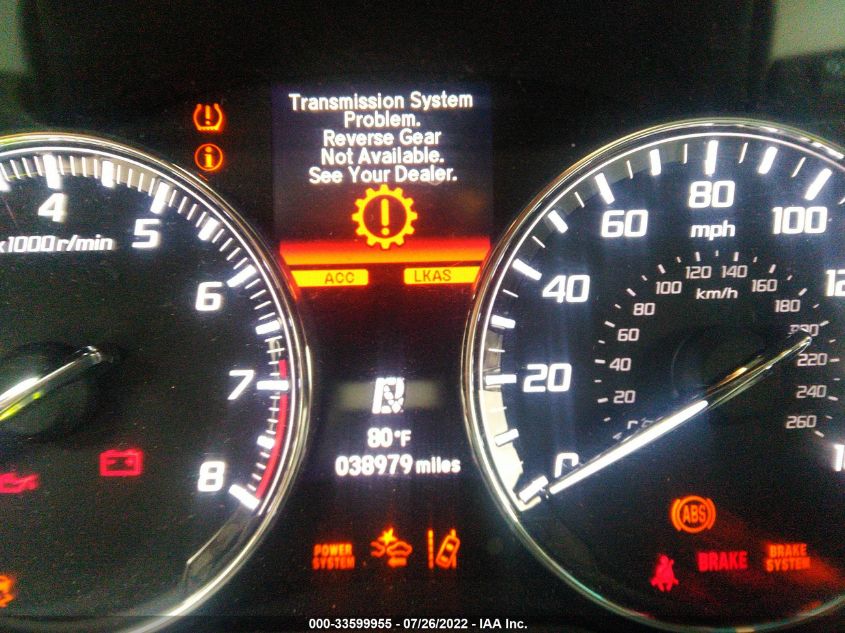 Transmission System
Problem.
Reverse Gear
Not Available.
See Your Dealer.
ACC
LKAS
4
5
6
7
8
x1000r/min
80°F
038979 miles
0
20
40
60
80
100
mph
km/h
20
40
60
80
100
120
140
160
180
220
240
260
POWER
SYSTEM
ABS
BRAKE
BRAKE
SYSTEM
000-33599955 - 07/26/2022 - IAA Inc.